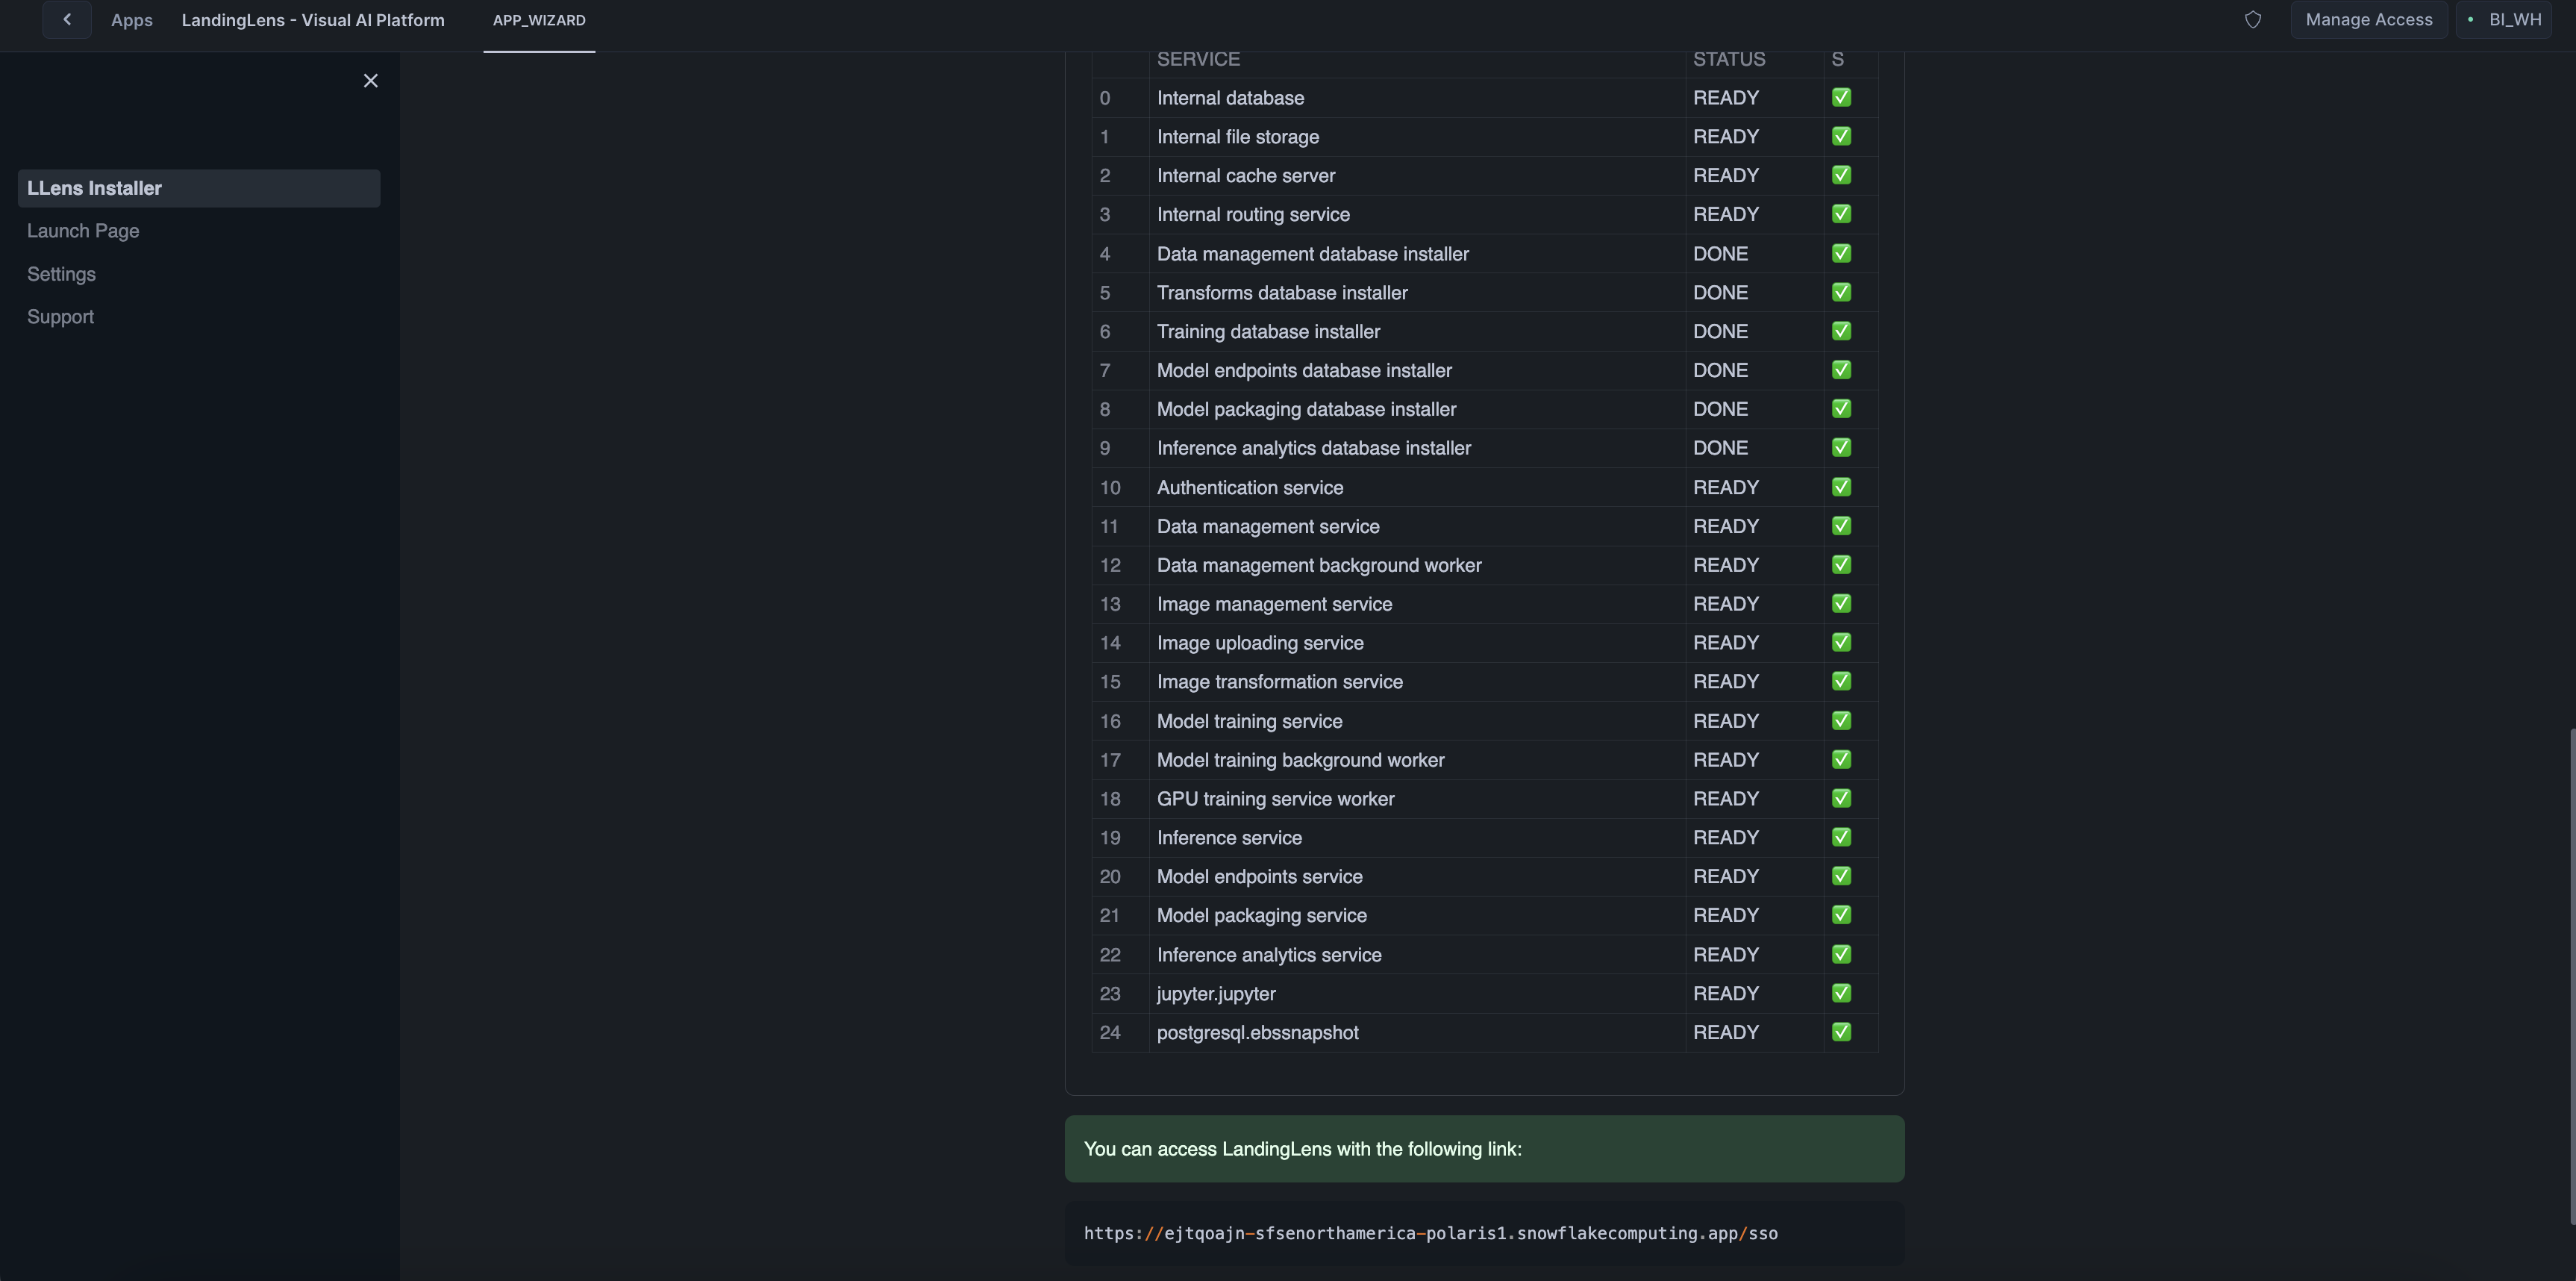 Apps LandingLens - Visual AI Platform APP_WIZARD Manage Access BI_WH
LLens Installer
Launch Page
Settings
Support
SERVICE STATUS S
0 Internal database READY ✅
1 Internal file storage READY ✅
2 Internal cache server READY ✅
3 Internal routing service READY ✅
4 Data management database installer DONE ✅
5 Transforms database installer DONE ✅
6 Training database installer DONE ✅
7 Model endpoints database installer DONE ✅
8 Model packaging database installer DONE ✅
9 Inference analytics database installer DONE ✅
10 Authentication service READY ✅
11 Data management service READY ✅
12 Data management background worker READY ✅
13 Image management service READY ✅
14 Image uploading service READY ✅
15 Image transformation service READY ✅
16 Model training service READY ✅
17 Model training background worker READY ✅
18 GPU training service worker READY ✅
19 Inference service READY ✅
20 Model endpoints service READY ✅
21 Model packaging service READY ✅
22 Inference analytics service READY ✅
23 jupyter.jupyter READY ✅
24 postgresql.ebssnapshot READY ✅
You can access LandingLens with the following link:
https://ejtqoajn-sfsenorthamerica-polaris1.snowflakecomputing.app/sso